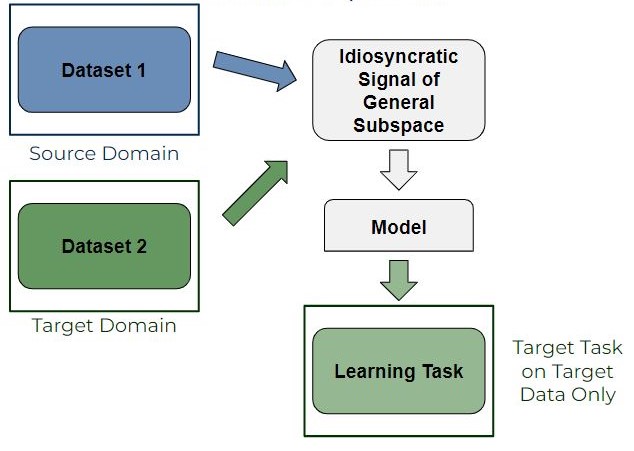 Dataset 1
Source Domain
Idiosyncratic
Signal of
General
Subspace
Dataset 2
Target Domain
Model
Learning Task
Target Task
on Target
Data Only